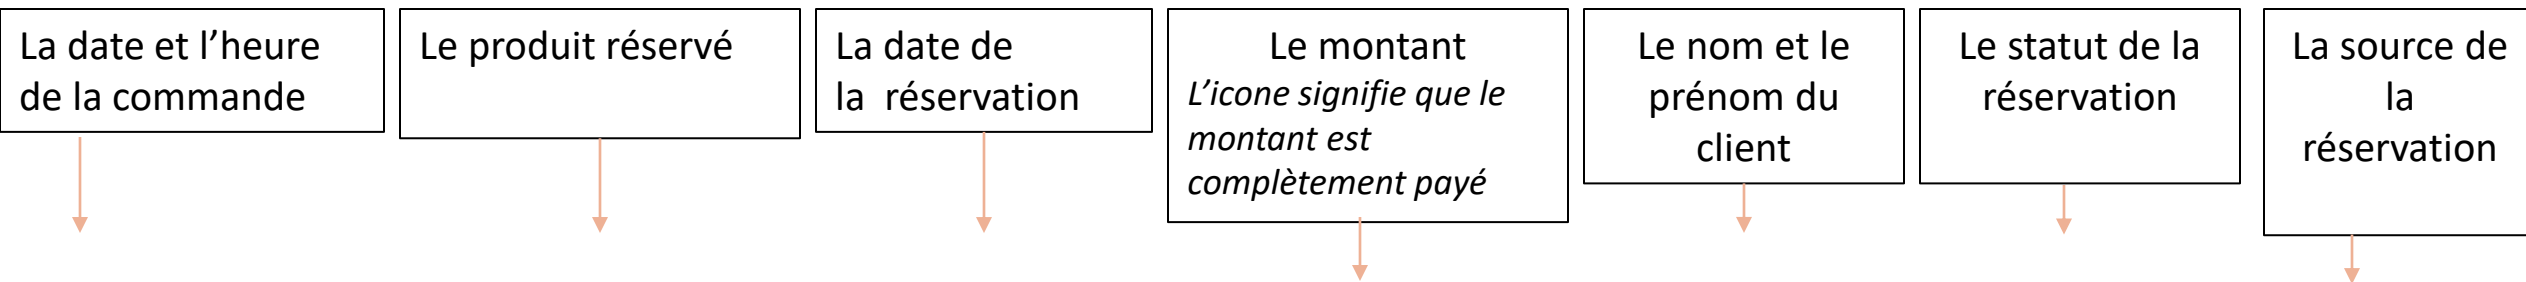 La date et l’heure
de la commande
Le produit réservé
La date de
la  réservation
Le montant
L’icone signifie que le
montant est
complètement payé
Le nom et le
prénom du
client
Le statut de la
réservation
La source de
la
réservation